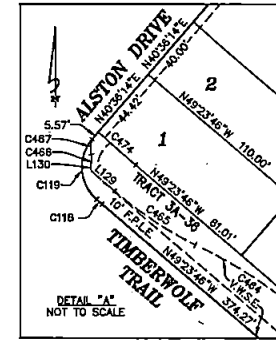 ALSTON DRIVE
N40°36'14"E
N40°36'14"E
40.00'
44.42'
5.57'
2
1
C467
C468
L130
C119
C118
C474
L129
N49°23'46"W
110.00'
N49°23'46"W
61.01'
TRACT 3A-36
C465
10' F.P.L.E.
N49°23'46"W
374.27'
C464
V.W.S.E.
TIMBERWOLF
TRAIL
DETAIL "A"
NOT TO SCALE